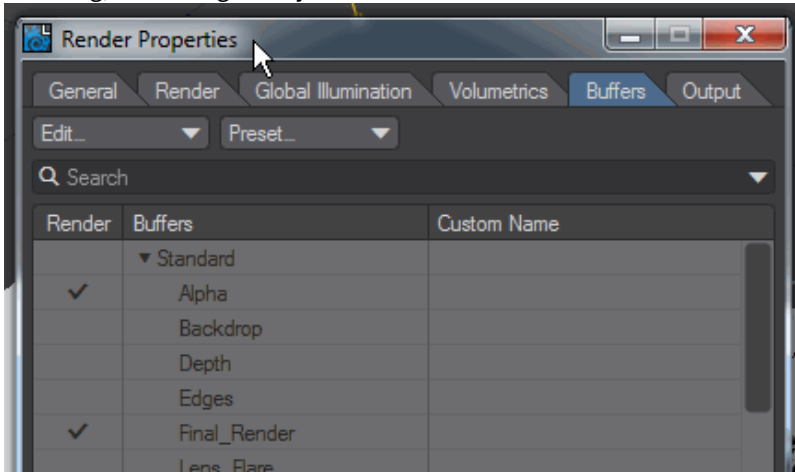 Render Properties
General Render Global Illumination Volumetrics Buffers Output
Edit... Preset...
Search
Render Buffers Custom Name
Standard
Alpha
Backdrop
Depth
Edges
Final_Render
Lens_Flare